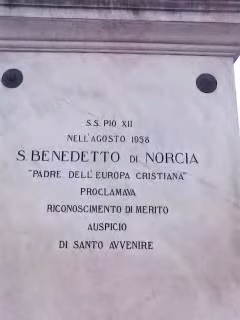 S.S. PIO XII
NELL'AGOSTO 1958
S. BENEDETTO DI NORCIA
"PADRE DELL'EUROPA CRISTIANA"
PROCLAMAVA
RICONOSCIMENTO DI MERITO
AUSPICIO
DI SANTO AVVENIRE